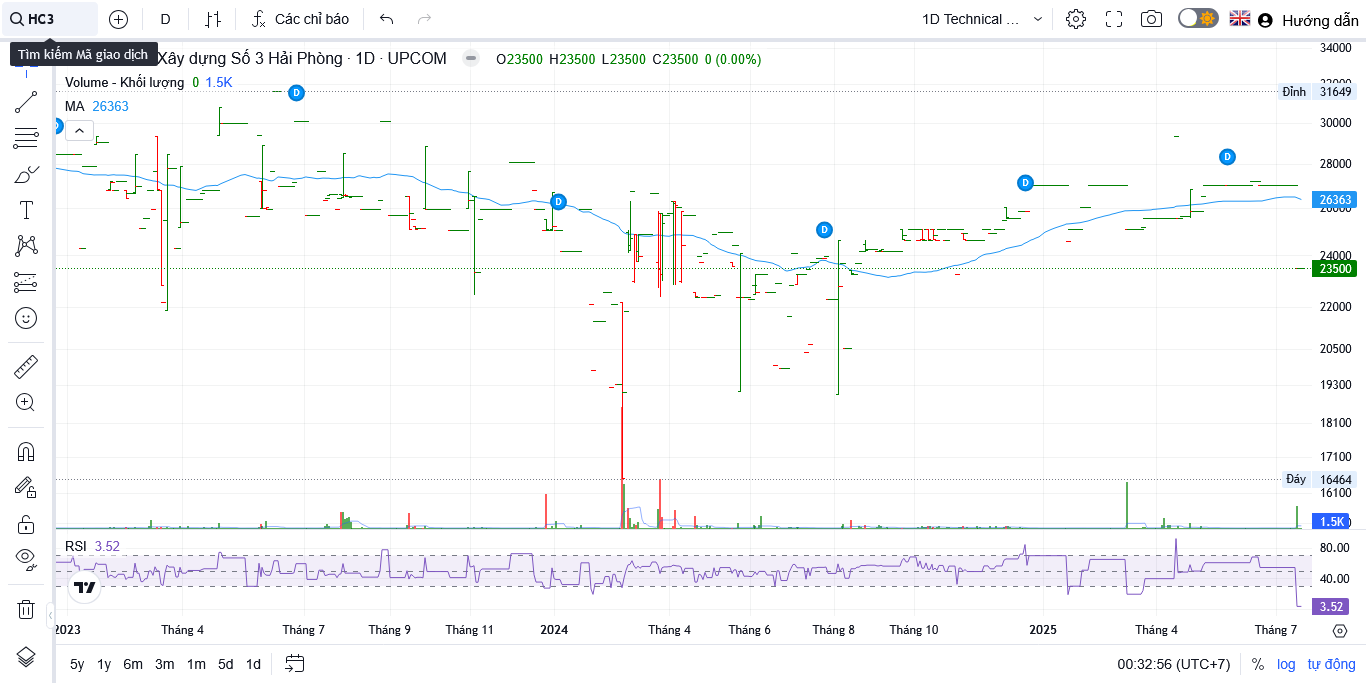 HC3
D
Các chỉ báo
1D Technical ...
Hướng dẫn
Tìm kiếm Mã giao dịch
Xây dựng Số 3 Hải Phòng · 1D · UPCOM
O23500 H23500 L23500 C23500 0 (0.00%)
Volume - Khối lượng 0 1.5K
MA 26363
D
D
D
D
D
34000
32000
Đỉnh 31649
30000
28000
26363
26000
24000
23500
22000
20500
19300
18100
17100
Đáy 16464
16100
1.5K
RSI 3.52
80.00
40.00
3.52
2023
Tháng 4
Tháng 7
Tháng 9
Tháng 11
2024
Tháng 4
Tháng 6
Tháng 8
Tháng 10
2025
Tháng 4
Tháng 7
5y 1y 6m 3m 1m 5d 1d
00:32:56 (UTC+7)
% log tự động